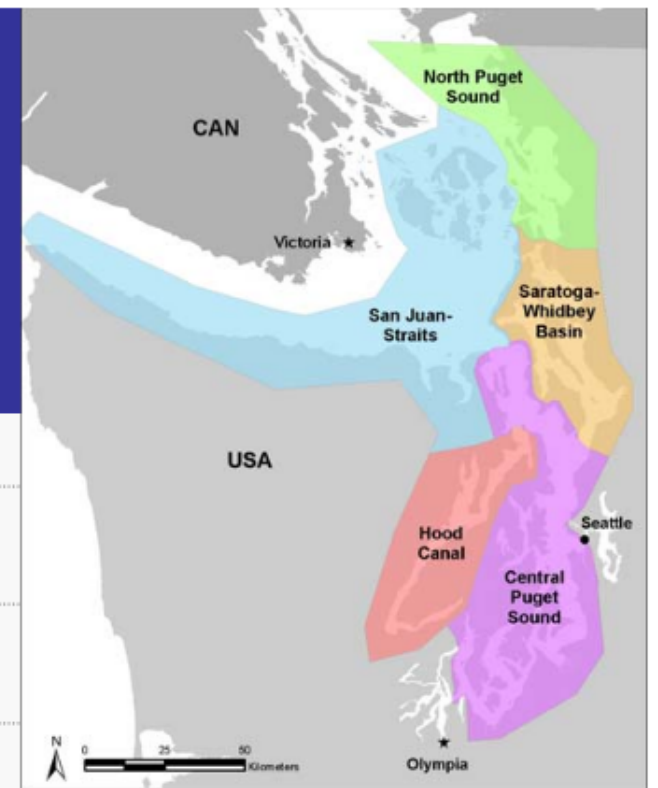 North Puget
Sound
CAN
Victoria
Saratoga-
Whidbey
Basin
San Juan-
Straits
USA
Seattle
Hood
Canal
Central
Puget
Sound
N
0 25 50
Kilometers
Olympia